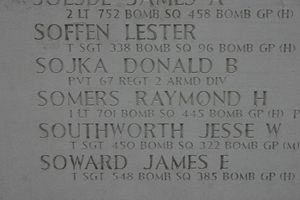 2 LT 752 BOMB SQ 458 BOMB GP (H)
SOFFEN LESTER
T SGT 338 BOMB SQ 96 BOMB GP (H)
SOJKA DONALD B
PVT 67 REGT 2 ARMD DIV
SOMERS RAYMOND H
1 LT 701 BOMB SQ 445 BOMB GP (H)
SOUTHWORTH JESSE W
T SGT 450 BOMB SQ 322 BOMB GP (M)
SOWARD JAMES E
T SGT 548 BOMB SQ 385 BOMB GP (H)